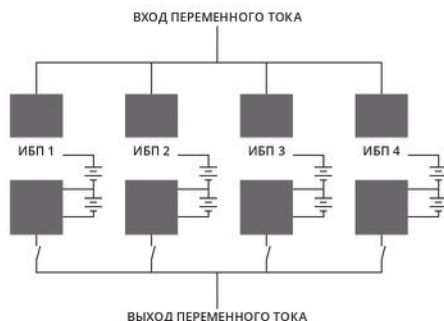 ВХОД ПЕРЕМЕННОГО ТОКА
ИБП 1 ИБП 2 ИБП 3 ИБП 4
ВЫХОД ПЕРЕМЕННОГО ТОКА